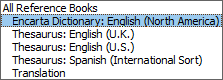 All Reference Books
Encarta Dictionary: English (North America)
Thesaurus: English (U.K.)
Thesaurus: English (U.S.)
Thesaurus: Spanish (International Sort)
Translation